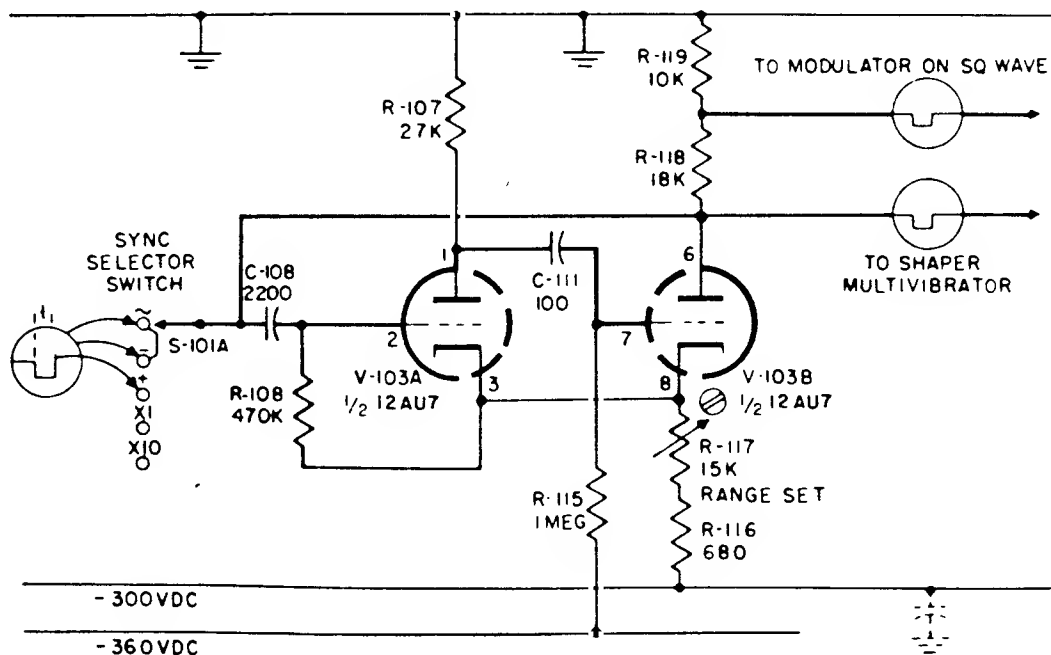 R-119
10K
TO MODULATOR ON SQ WAVE
R-107
27K
R-118
18K
SYNC
SELECTOR
SWITCH
C-108
2200
1
C-111
100
6
TO SHAPER
MULTIVIBRATOR
~
-
+
X1
X10
S-101A
2
7
R-108
470K
V-103A
1/2 12AU7
3
8
V-103B
1/2 12AU7
R-117
15K
RANGE SET
R-115
1 MEG
R-116
680
-300VDC
-360VDC